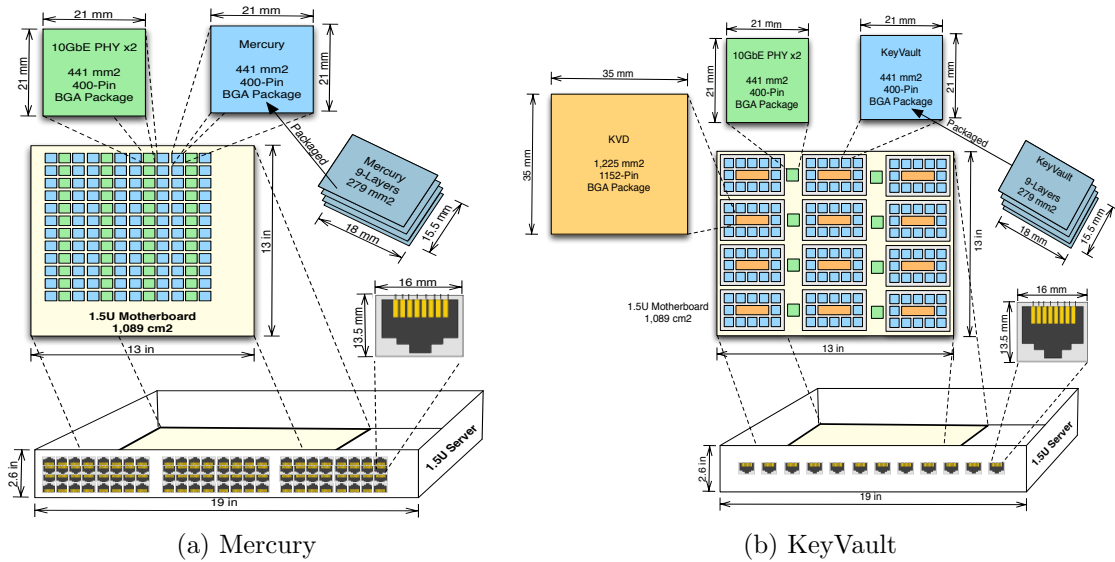 21 mm
21 mm
10GbE PHY x2
441 mm2
400-Pin
BGA Package
21 mm
Mercury
441 mm2
400-Pin
BGA Package
21 mm
Packaged
Mercury
9-Layers
279 mm2
18 mm
15.5 mm
13 in
1.5U Motherboard
1,089 cm2
13 in
16 mm
13.5 mm
1.5U Server
2.6 in
19 in
(a) Mercury
35 mm
35 mm
KVD
1,225 mm2
1152-Pin
BGA Package
21 mm
21 mm
10GbE PHY x2
441 mm2
400-Pin
BGA Package
21 mm
KeyVault
441 mm2
400-Pin
BGA Package
21 mm
Packaged
KeyVault
9-Layers
279 mm2
18 mm
15.5 mm
13 in
1.5U Motherboard
1,089 cm2
13 in
16 mm
13.5 mm
1.5U Server
2.6 in
19 in
(b) KeyVault